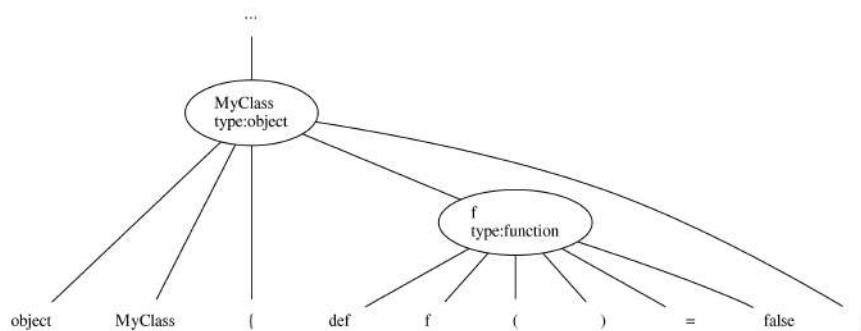 ...
MyClass
type:object
f
type:function
object MyClass { def f ( ) = false